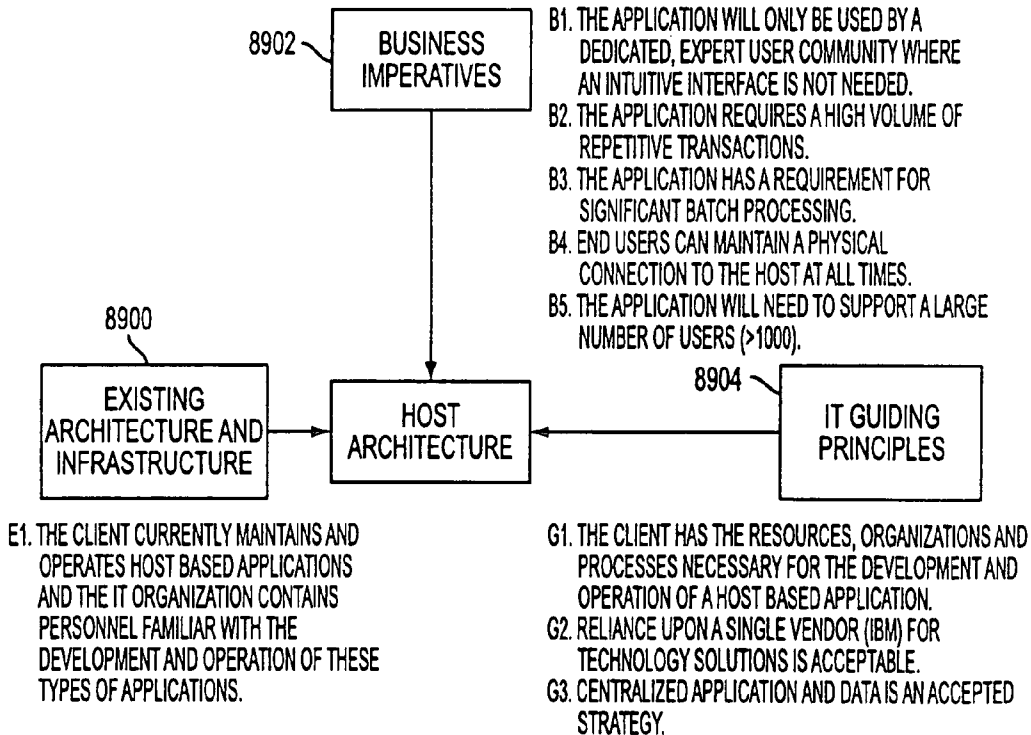 8902
BUSINESS
IMPERATIVES
B1. THE APPLICATION WILL ONLY BE USED BY A
DEDICATED, EXPERT USER COMMUNITY WHERE
AN INTUITIVE INTERFACE IS NOT NEEDED.
B2. THE APPLICATION REQUIRES A HIGH VOLUME OF
REPETITIVE TRANSACTIONS.
B3. THE APPLICATION HAS A REQUIREMENT FOR
SIGNIFICANT BATCH PROCESSING.
B4. END USERS CAN MAINTAIN A PHYSICAL
CONNECTION TO THE HOST AT ALL TIMES.
B5. THE APPLICATION WILL NEED TO SUPPORT A LARGE
NUMBER OF USERS (>1000).
8900
EXISTING
ARCHITECTURE AND
INFRASTRUCTURE
HOST
ARCHITECTURE
8904
IT GUIDING
PRINCIPLES
E1. THE CLIENT CURRENTLY MAINTAINS AND
OPERATES HOST BASED APPLICATIONS
AND THE IT ORGANIZATION CONTAINS
PERSONNEL FAMILIAR WITH THE
DEVELOPMENT AND OPERATION OF THESE
TYPES OF APPLICATIONS.
G1. THE CLIENT HAS THE RESOURCES, ORGANIZATIONS AND
PROCESSES NECESSARY FOR THE DEVELOPMENT AND
OPERATION OF A HOST BASED APPLICATION.
G2. RELIANCE UPON A SINGLE VENDOR (IBM) FOR
TECHNOLOGY SOLUTIONS IS ACCEPTABLE.
G3. CENTRALIZED APPLICATION AND DATA IS AN ACCEPTED
STRATEGY.